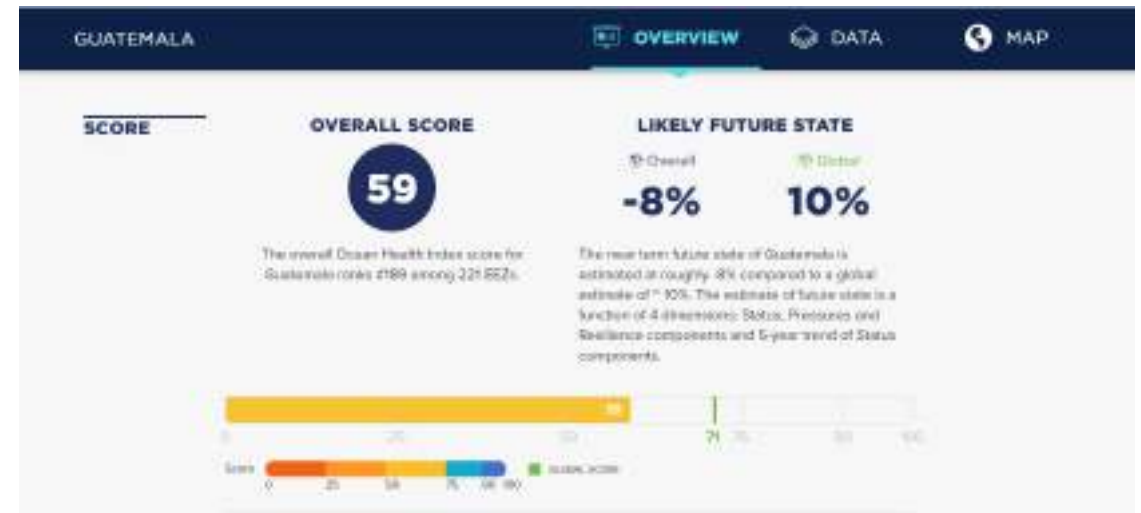 GUATEMALA
OVERVIEW
DATA
MAP
SCORE
OVERALL SCORE
59
The overall Ocean Health Index score for
Guatemala ranks #189 among 221 EEZs.
LIKELY FUTURE STATE
Overall
Global
-8%
10%
The near term future state of Guatemala is
estimated at roughly -8% compared to a global
estimate of ~ 10%. The estimate of future state is a
function of 4 dimensions: Status, Pressures and
Resilience components and 5-year trend of Status
components.
59
0 25 50 71 75 90 100
Score
GLOBAL SCORE
0 25 50 75 90 100